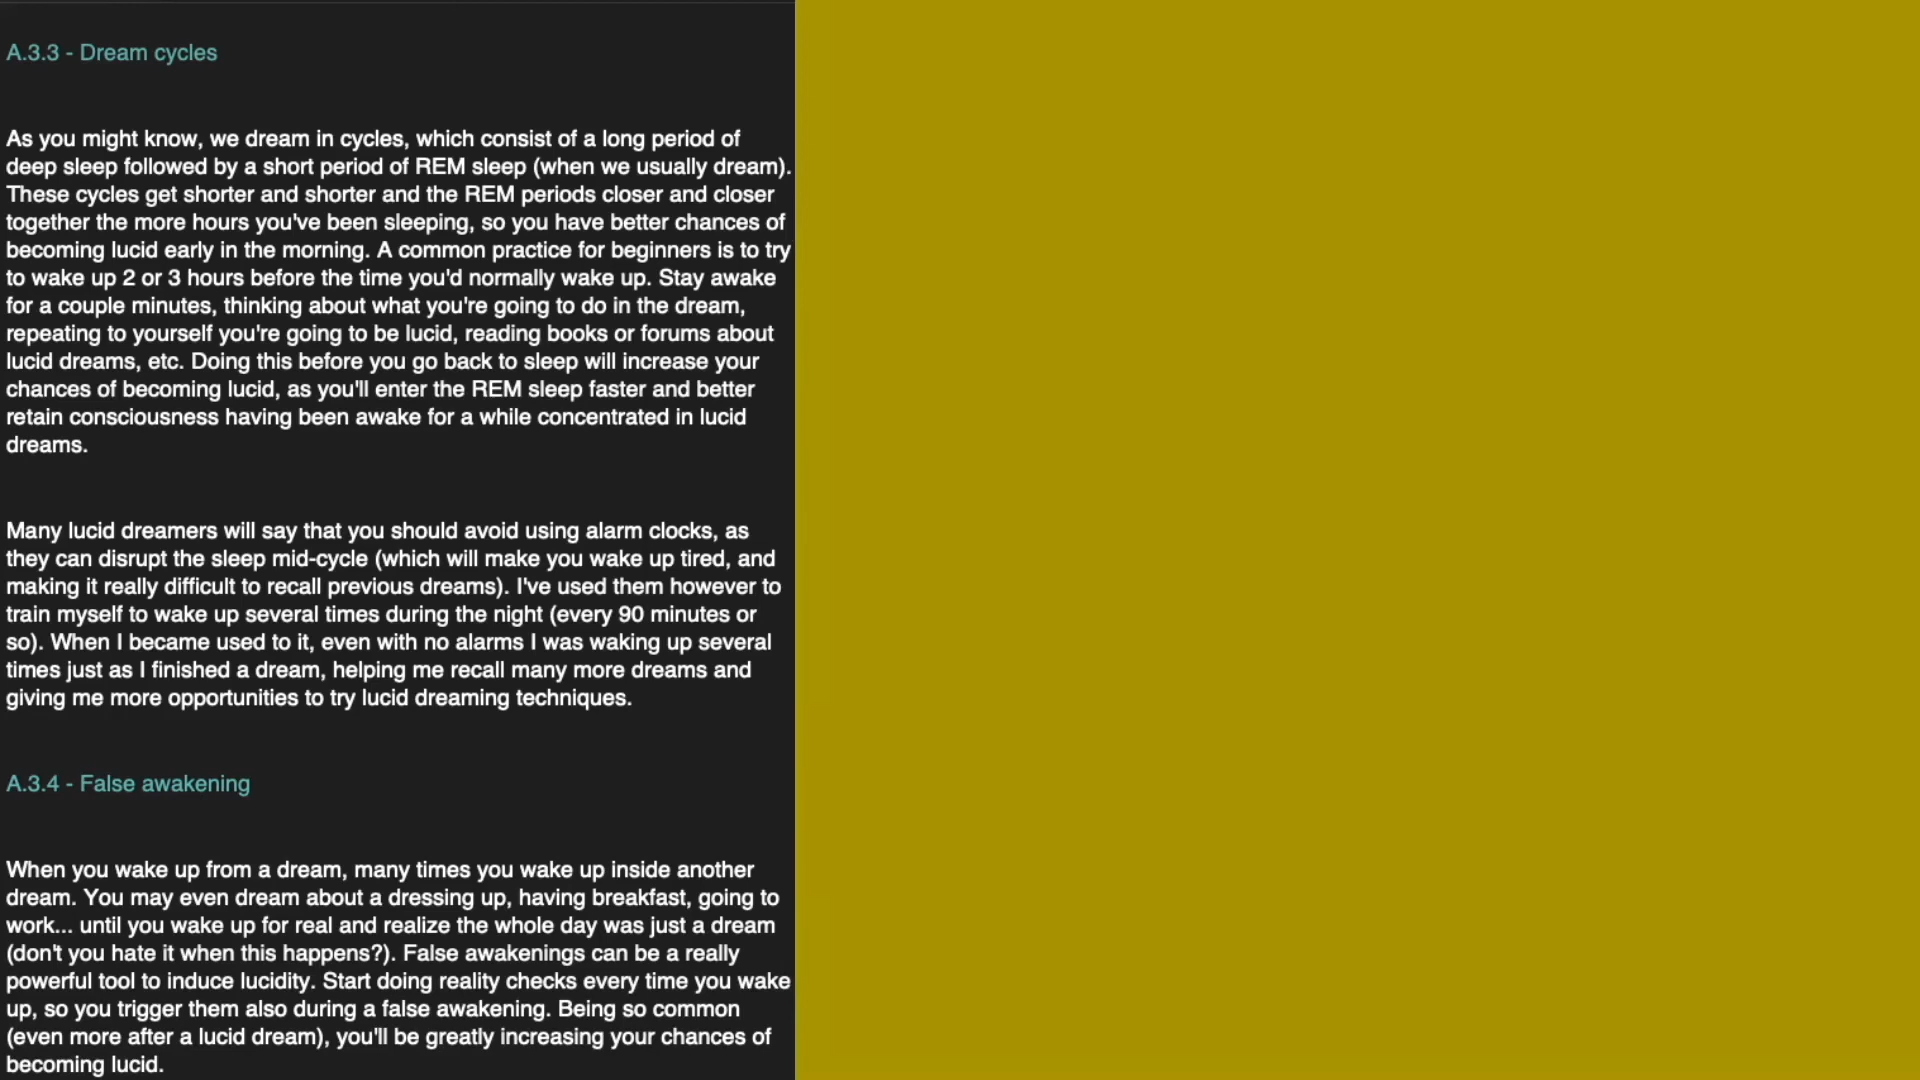 A.3.3 - Dream cycles
As you might know, we dream in cycles, which consist of a long period of
deep sleep followed by a short period of REM sleep (when we usually dream).
These cycles get shorter and shorter and the REM periods closer and closer
together the more hours you've been sleeping, so you have better chances of
becoming lucid early in the morning. A common practice for beginners is to try
to wake up 2 or 3 hours before the time you'd normally wake up. Stay awake
for a couple minutes, thinking about what you're going to do in the dream,
repeating to yourself you're going to be lucid, reading books or forums about
lucid dreams, etc. Doing this before you go back to sleep will increase your
chances of becoming lucid, as you'll enter the REM sleep faster and better
retain consciousness having been awake for a while concentrated in lucid
dreams.
Many lucid dreamers will say that you should avoid using alarm clocks, as
they can disrupt the sleep mid-cycle (which will make you wake up tired, and
making it really difficult to recall previous dreams). I've used them however to
train myself to wake up several times during the night (every 90 minutes or
so). When I became used to it, even with no alarms I was waking up several
times just as I finished a dream, helping me recall many more dreams and
giving me more opportunities to try lucid dreaming techniques.
A.3.4 - False awakening
When you wake up from a dream, many times you wake up inside another
dream. You may even dream about a dressing up, having breakfast, going to
work... until you wake up for real and realize the whole day was just a dream
(don't you hate it when this happens?). False awakenings can be a really
powerful tool to induce lucidity. Start doing reality checks every time you wake
up, so you trigger them also during a false awakening. Being so common
(even more after a lucid dream), you'll be greatly increasing your chances of
becoming lucid.